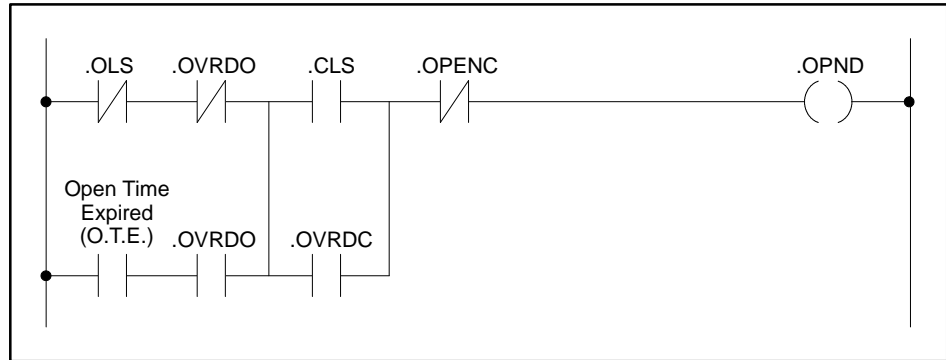 .OLS .OVRDO .CLS .OPENC .OPND
Open Time
Expired
(O.T.E.) .OVRDO .OVRDC